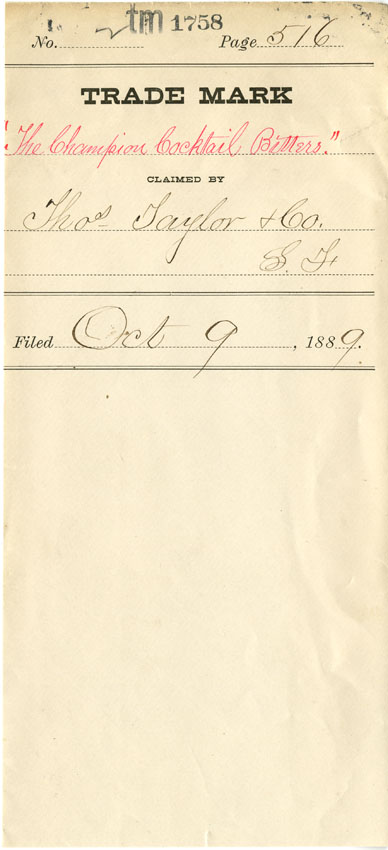 tm 1758
No. Page 516
TRADE MARK
"The Champion Cocktail Bitters."
CLAIMED BY
Thos Taylor & Co.
S. F.
Filed Oct 9, 1889.